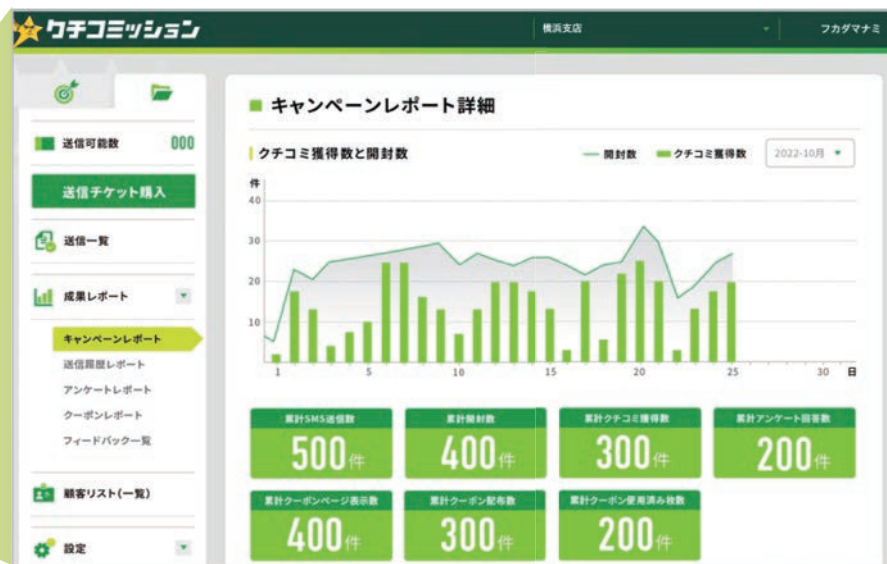 クチコミッション
横浜支店
フカダマナミ
送信可能数 000
送信チケット購入
送信一覧
成果レポート
キャンペーンレポート
送信履歴レポート
アンケートレポート
クーポンレポート
フィードバック一覧
顧客リスト(一覧)
設定
キャンペーンレポート詳細
クチコミ獲得数と開封数
開封数 クチコミ獲得数 2022-10月
件
40
30
20
10
1 5 10 15 20 25 30 日
累計SMS送信数 累計開封数 累計クチコミ獲得数 累計アンケート回答数
500件 400件 300件 200件
累計クーポンページ表示数 累計クーポン配布数 累計クーポン使用済み枚数
400件 300件 200件